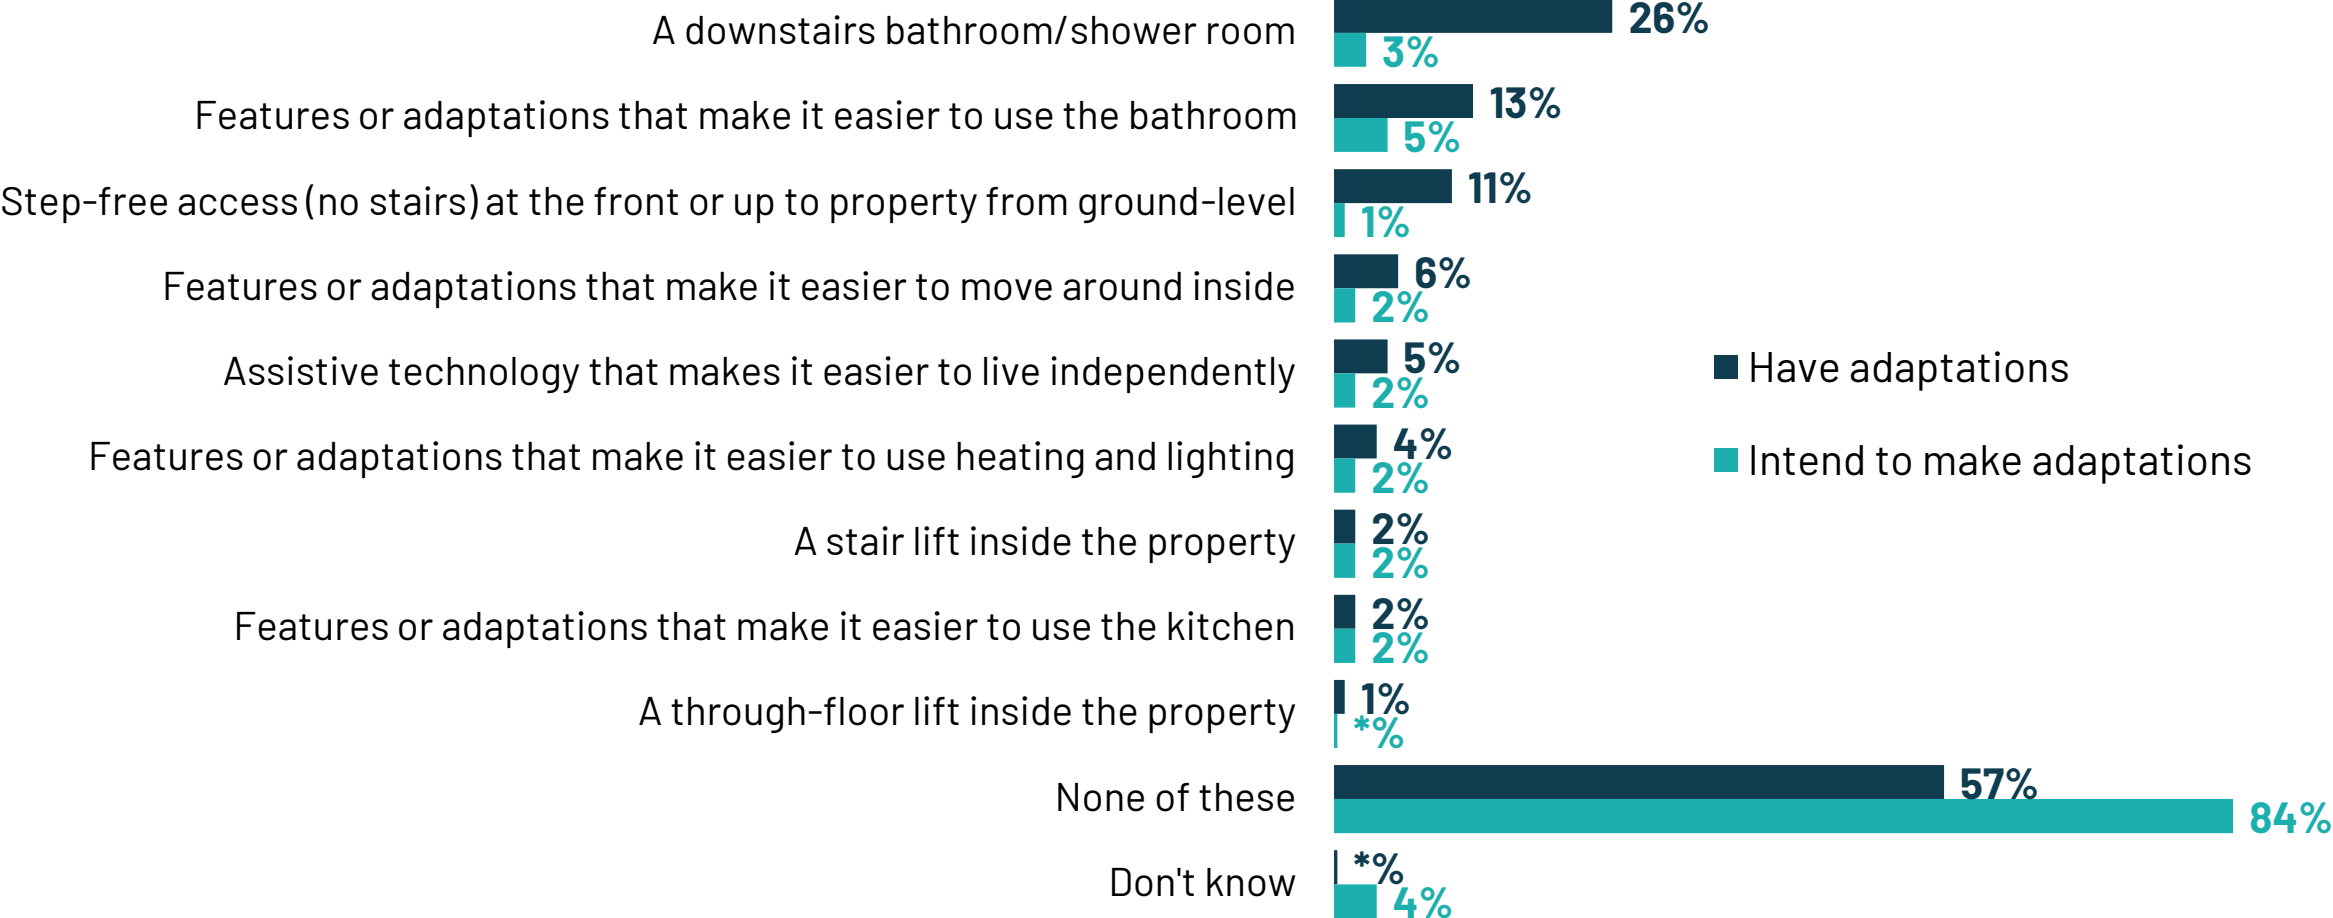 A downstairs bathroom/shower room
26%
3%
Features or adaptations that make it easier to use the bathroom
13%
5%
Step-free access (no stairs) at the front or up to property from ground-level
11%
1%
Features or adaptations that make it easier to move around inside
6%
2%
Assistive technology that makes it easier to live independently
5%
2%
Features or adaptations that make it easier to use heating and lighting
4%
2%
A stair lift inside the property
2%
2%
Features or adaptations that make it easier to use the kitchen
2%
2%
A through-floor lift inside the property
1%
*%
None of these
57%
84%
Don't know
*%
4%
Have adaptations
Intend to make adaptations